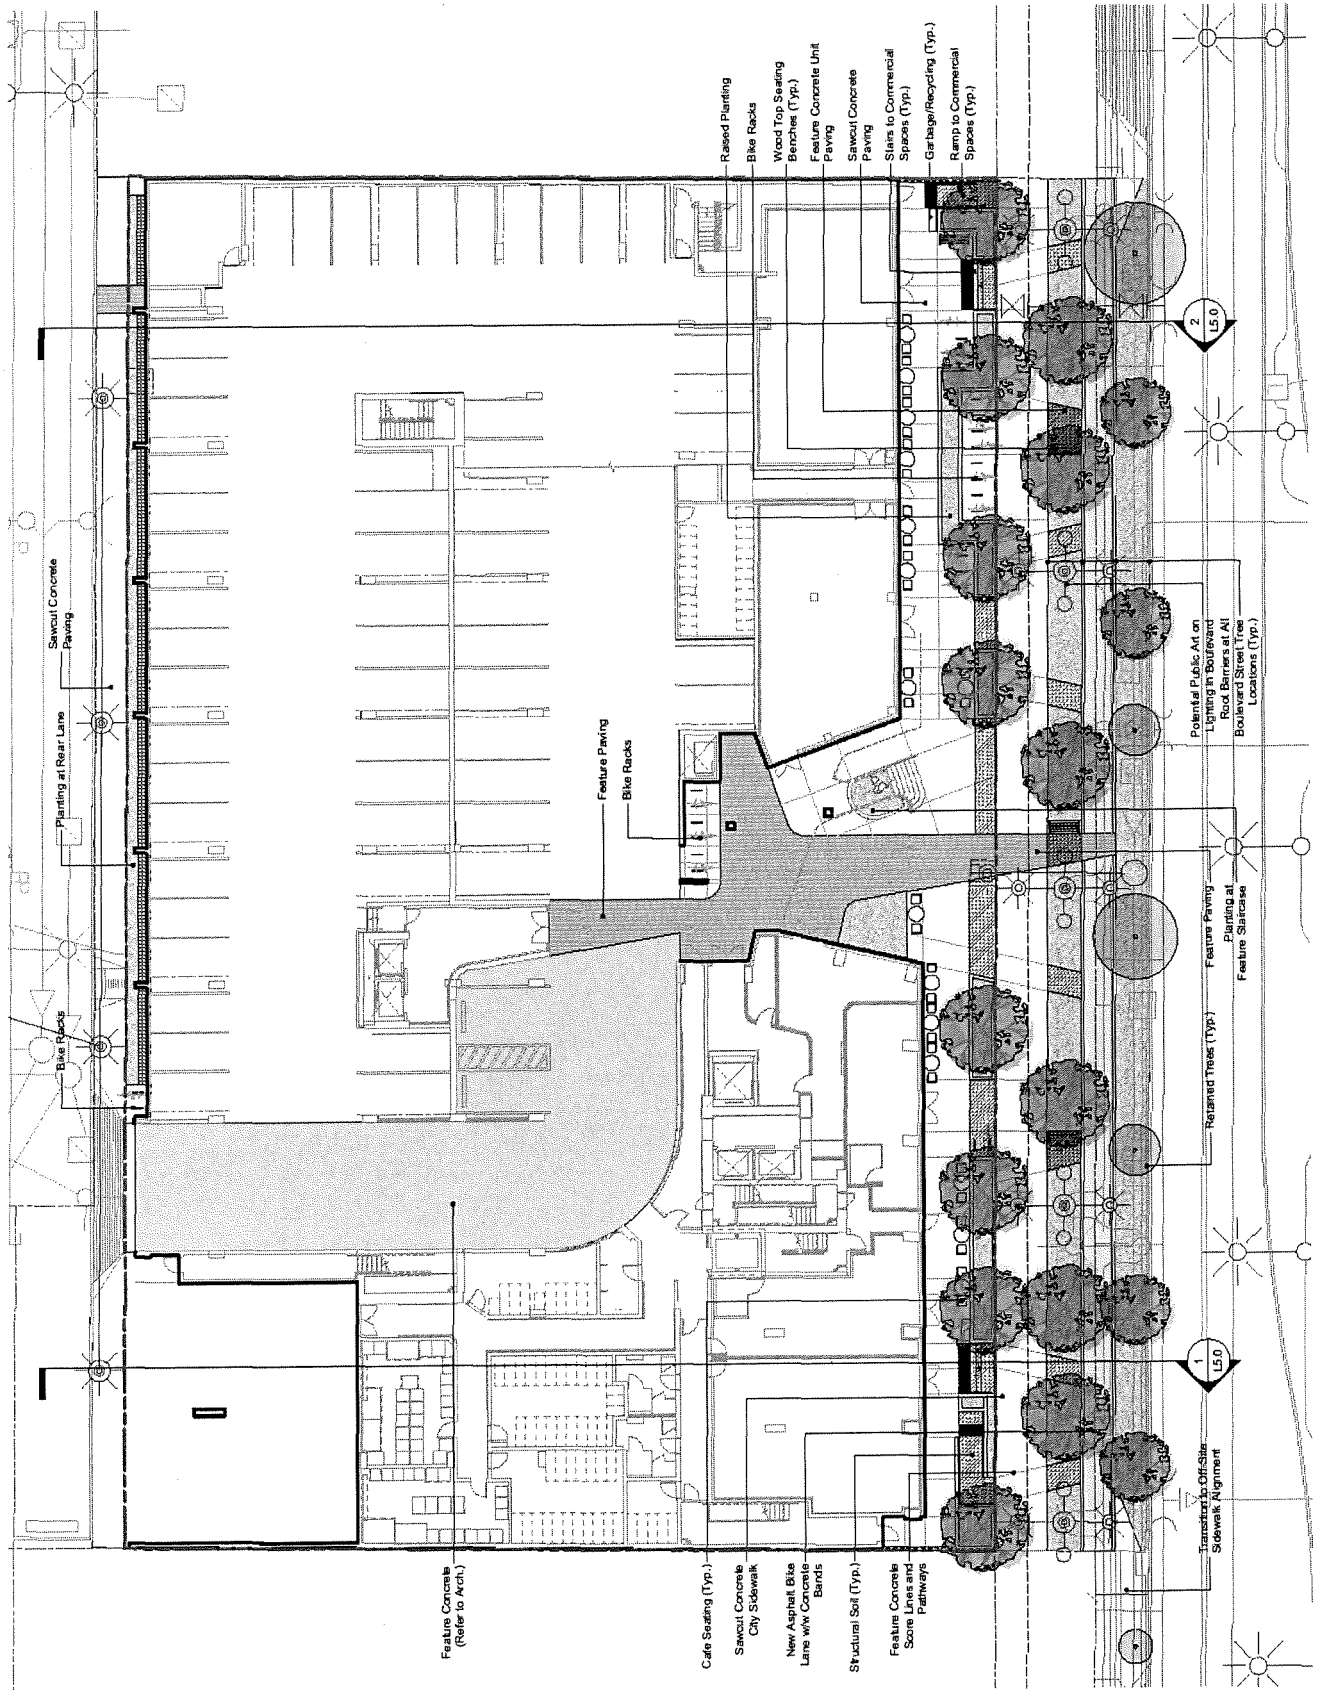 Raised Planting
Bike Racks
Wood Top Seating
Benches (Typ.)
Feature Concrete Unit
Paving
Sawcut Concrete
Paving
Stairs to Commercial
Spaces (Typ.)
Garbage/Recycling (Typ.)
Ramp to Commercial
Spaces (Typ.)
2
L5.0
Sawcut Concrete
Paving
Planting at Rear Lane
Bike Racks
Feature Paving
Bike Racks
Potential Public Art on
Lighting in Boulevard
Root Barriers at All
Boulevard Street Tree
Locations (Typ.)
Feature Paving
Planting at
Feature Staircase
Retained Trees (Typ.)
1
L5.0
Transition to Off-Site
Sidewalk Alignment
Feature Concrete
(Refer to Arch.)
Cafe Seating (Typ.)
Sawcut Concrete
City Sidewalk
New Asphalt Bike
Lane w/w Concrete
Bands
Structural Soil (Typ.)
Feature Concrete
Score Lines and
Pathways